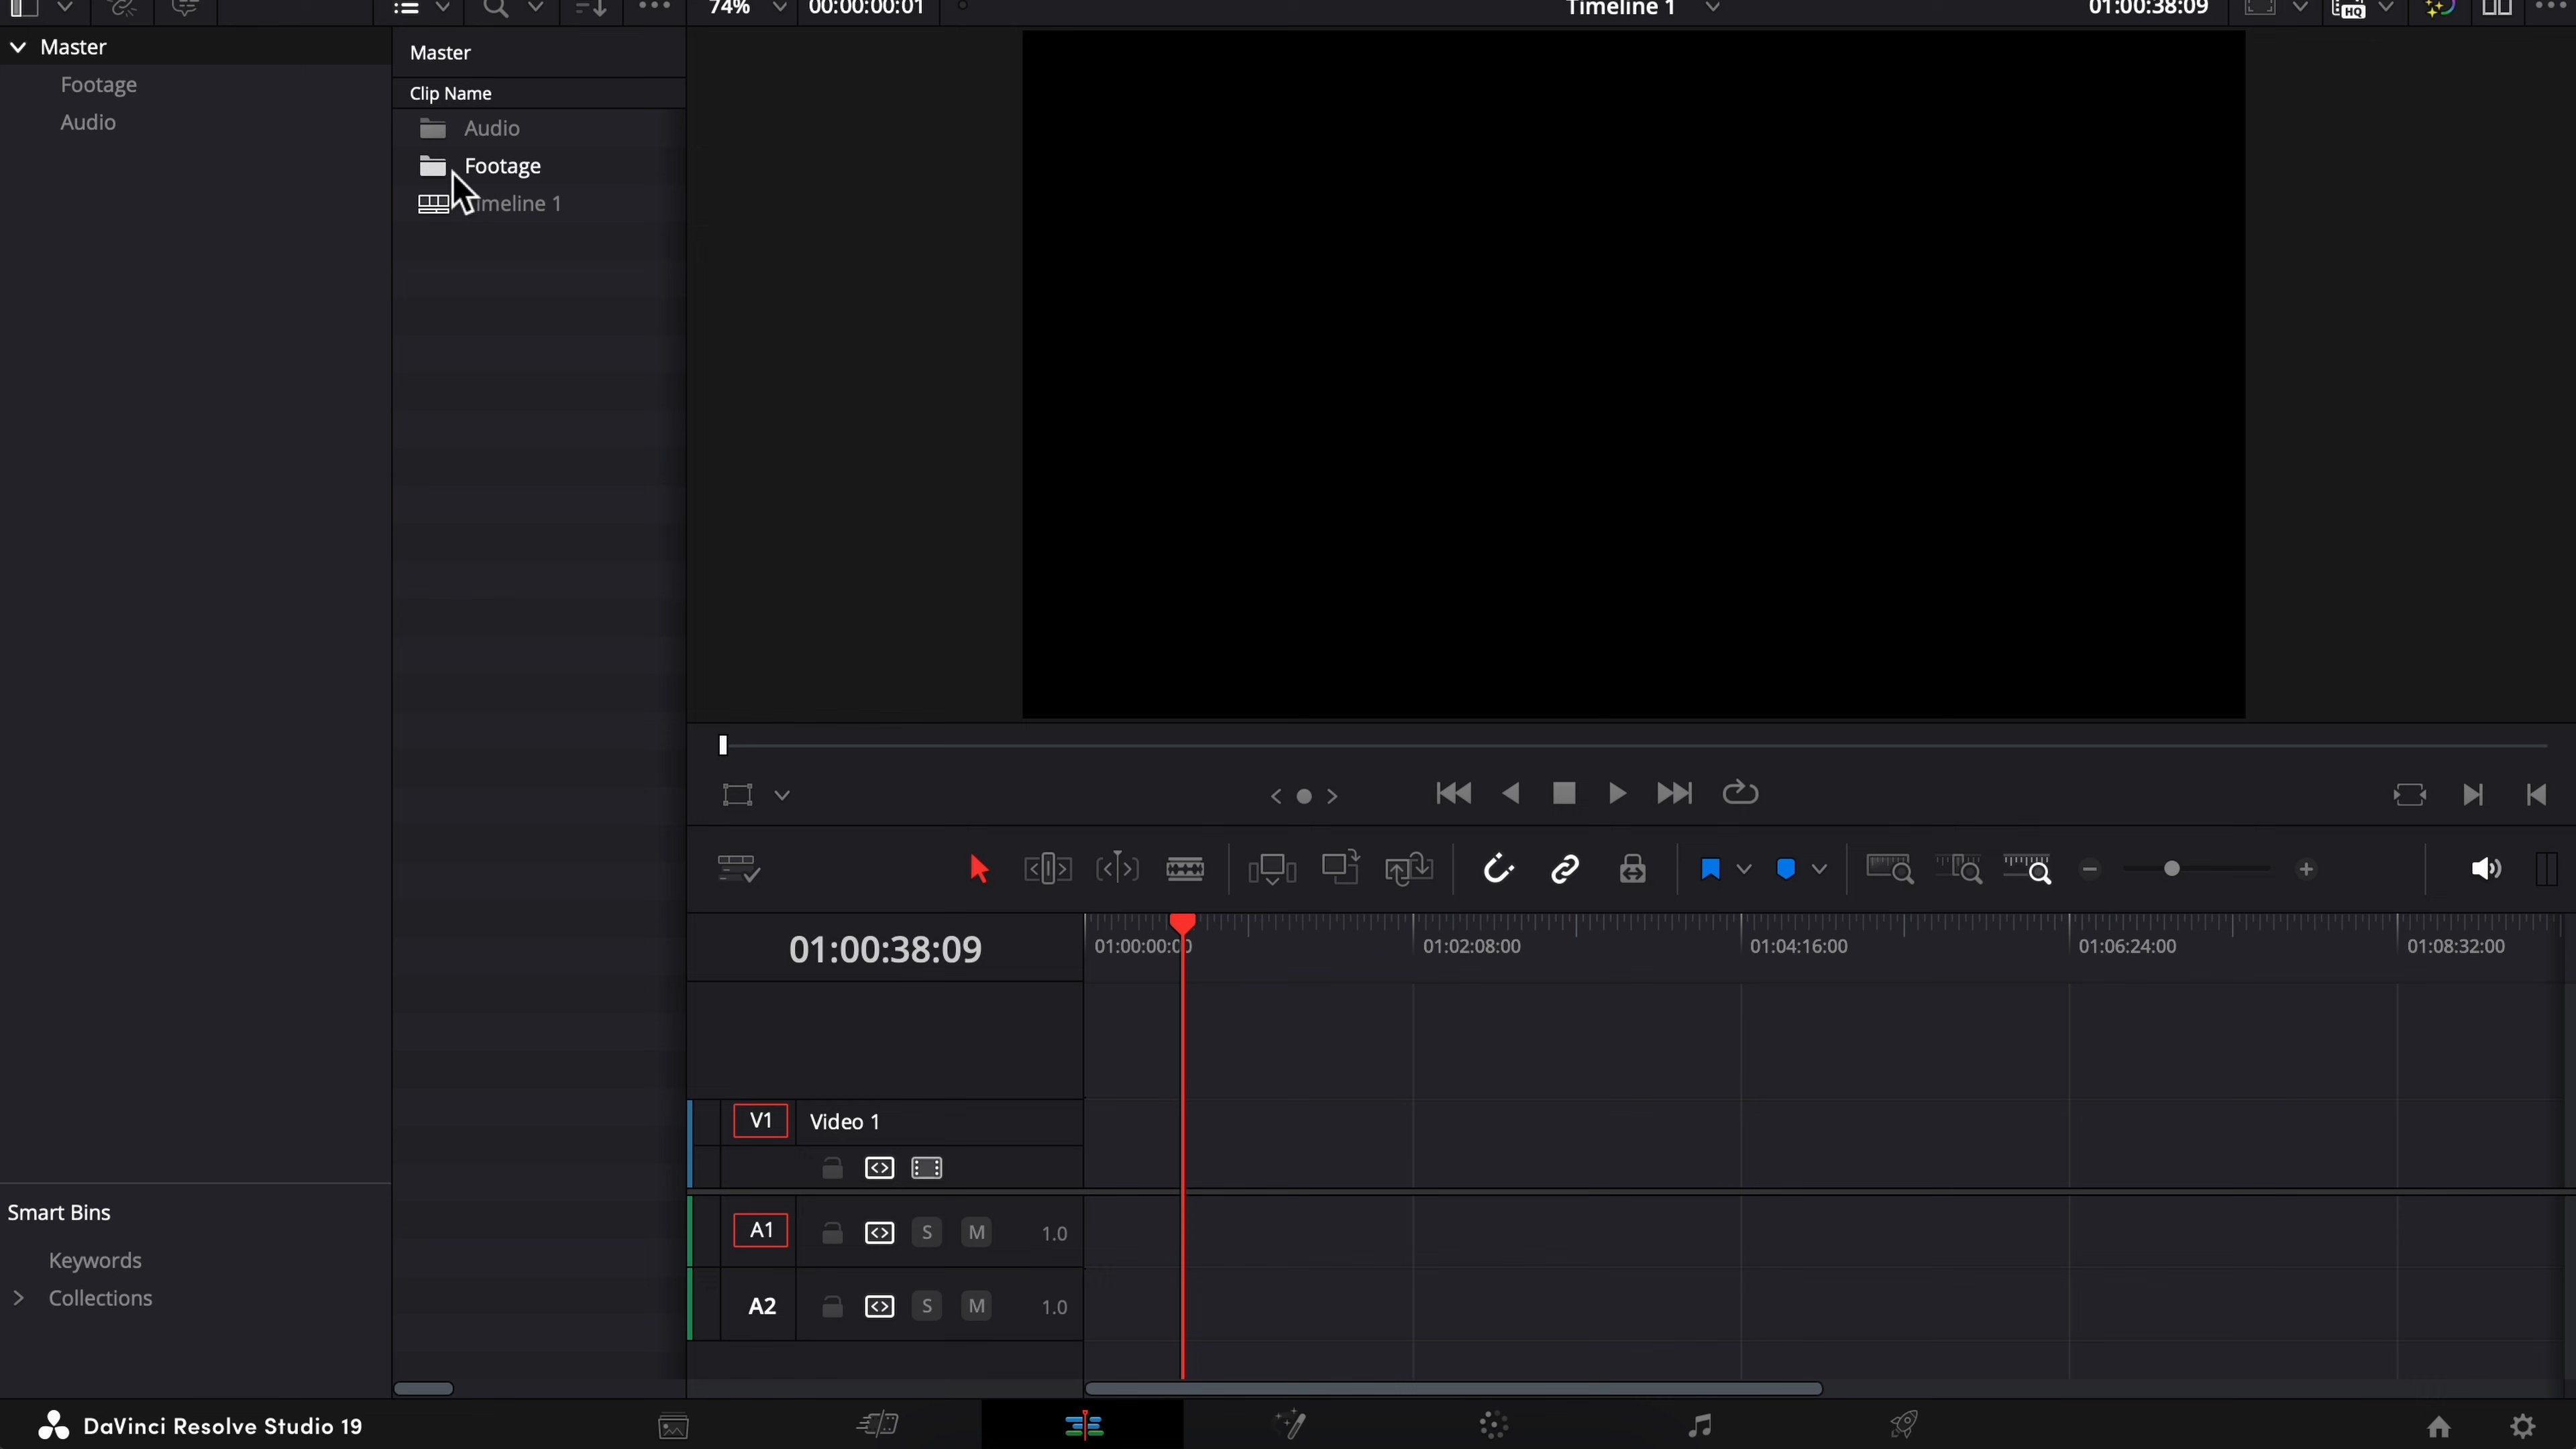 74%
00:00:00:01
Timeline 1
01:00:38:09
HQ
Master
Footage
Audio
Master
Clip Name
Audio
Footage
imeline 1
01:00:38:09
01:00:00:00
01:02:08:00
01:04:16:00
01:06:24:00
01:08:32:00
V1 Video 1
A1 S M 1.0
A2 S M 1.0
Smart Bins
Keywords
Collections
DaVinci Resolve Studio 19